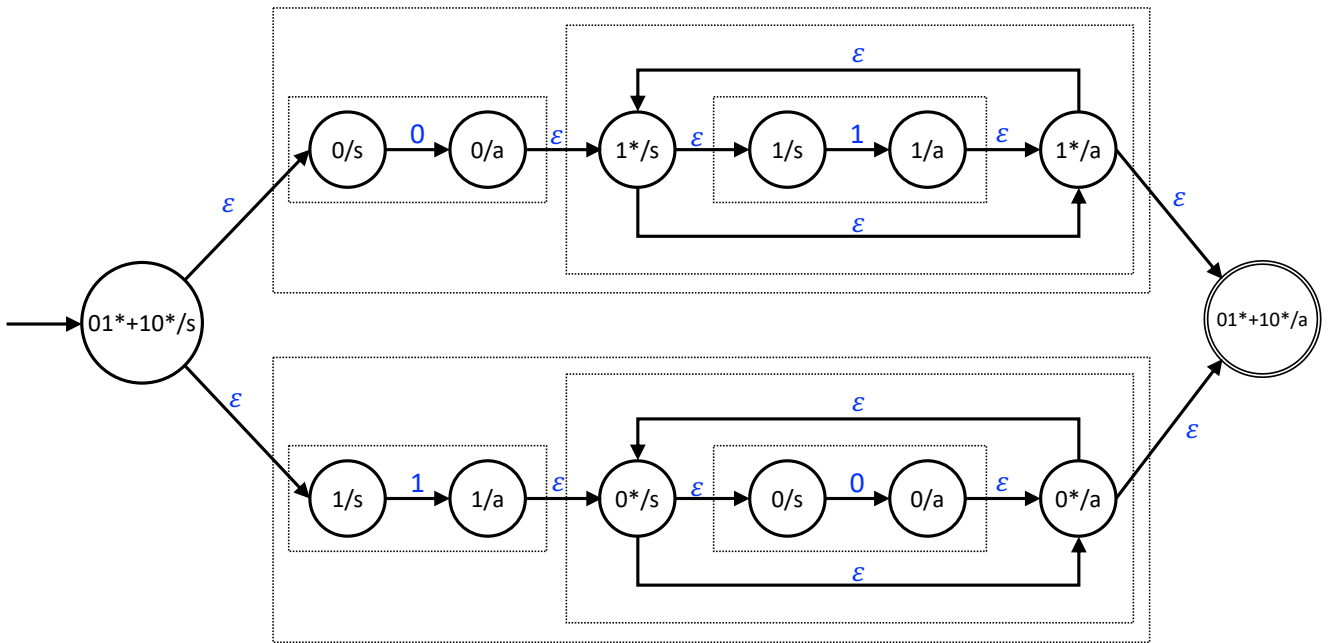 ε
0/s 0 0/a ε 1*/s ε 1/s 1 1/a ε 1*/a
ε ε
ε
01*+10*/s 01*+10*/a
ε ε ε
1/s 1 1/a ε 0*/s ε 0/s 0 0/a ε 0*/a
ε